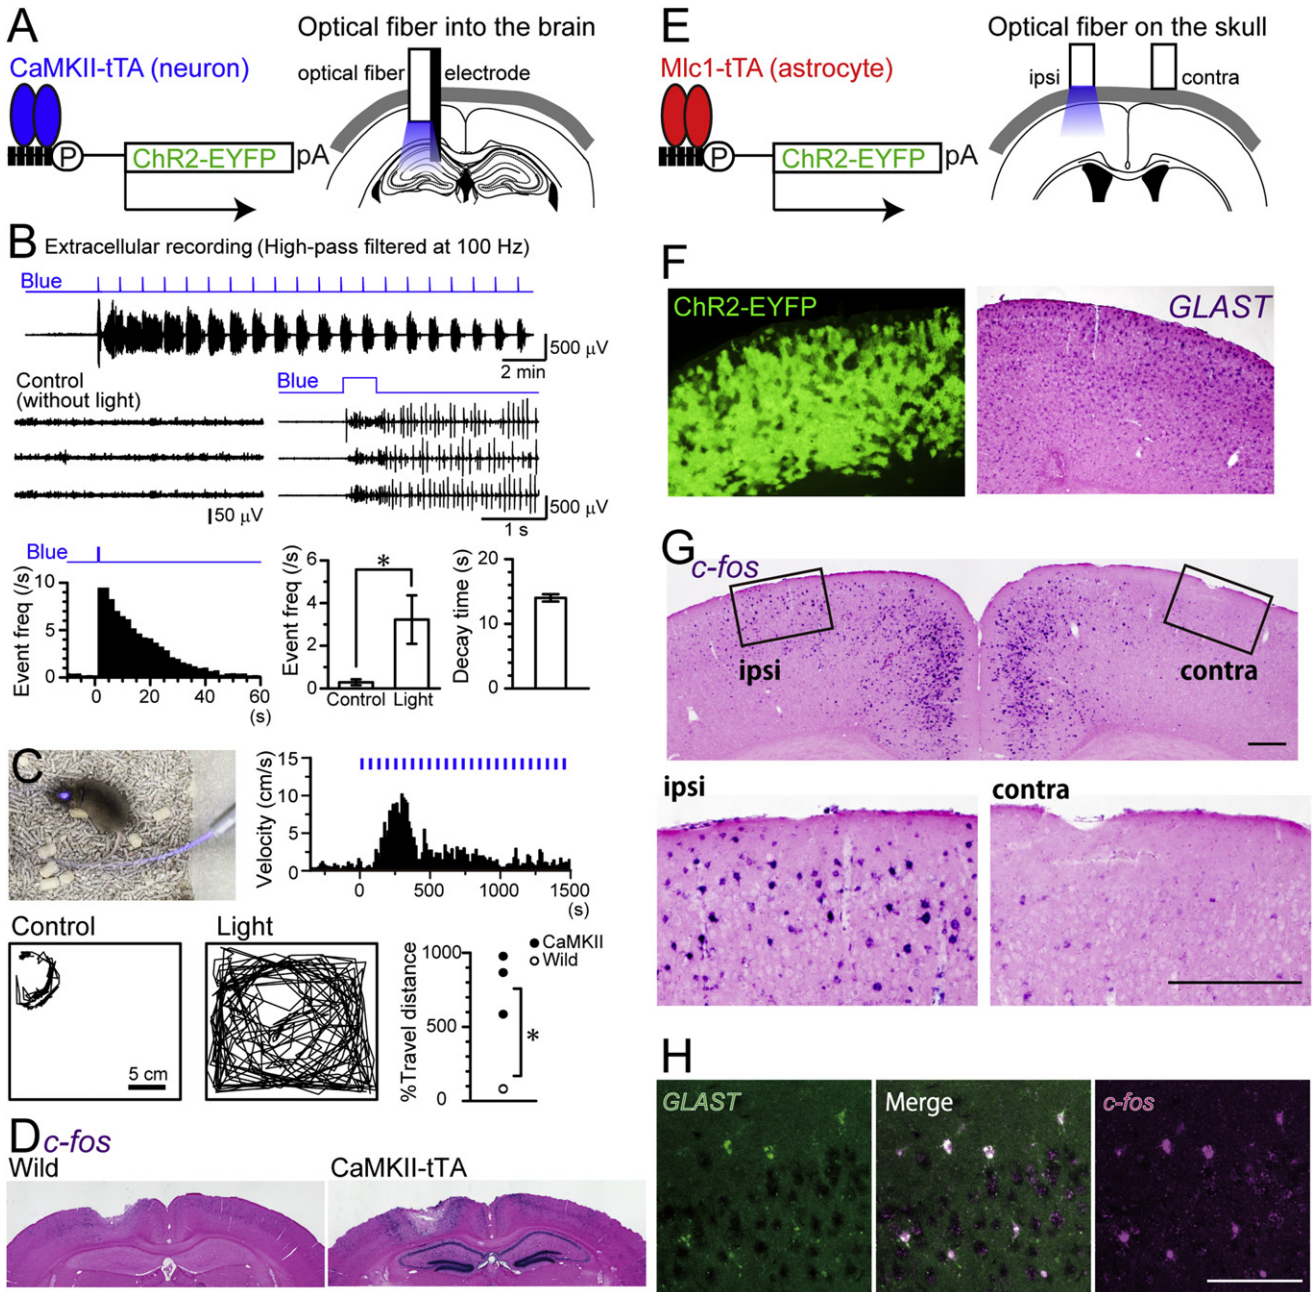 A
Optical fiber into the brain
CaMKII-tTA (neuron)
optical fiber
electrode
P
ChR2-EYFP
pA
B
Extracellular recording (High-pass filtered at 100 Hz)
Blue
500 µV
2 min
Control
(without light)
Blue
50 µV
500 µV
1 s
Blue
Event freq (/s)
10
5
0
0
20
40
60
(s)
Event freq (/s)
6
4
2
0
*
Control
Light
Decay time (s)
20
10
0
C
Velocity (cm/s)
15
10
5
0
0
500
1000
1500
(s)
Control
5 cm
Light
%Travel distance
1000
500
0
CaMKII
Wild
*
D
c-fos
Wild
CaMKII-tTA
E
Optical fiber on the skull
Mlc1-tTA (astrocyte)
ipsi
contra
P
ChR2-EYFP
pA
F
ChR2-EYFP
GLAST
G
c-fos
ipsi
contra
ipsi
contra
H
GLAST
Merge
c-fos